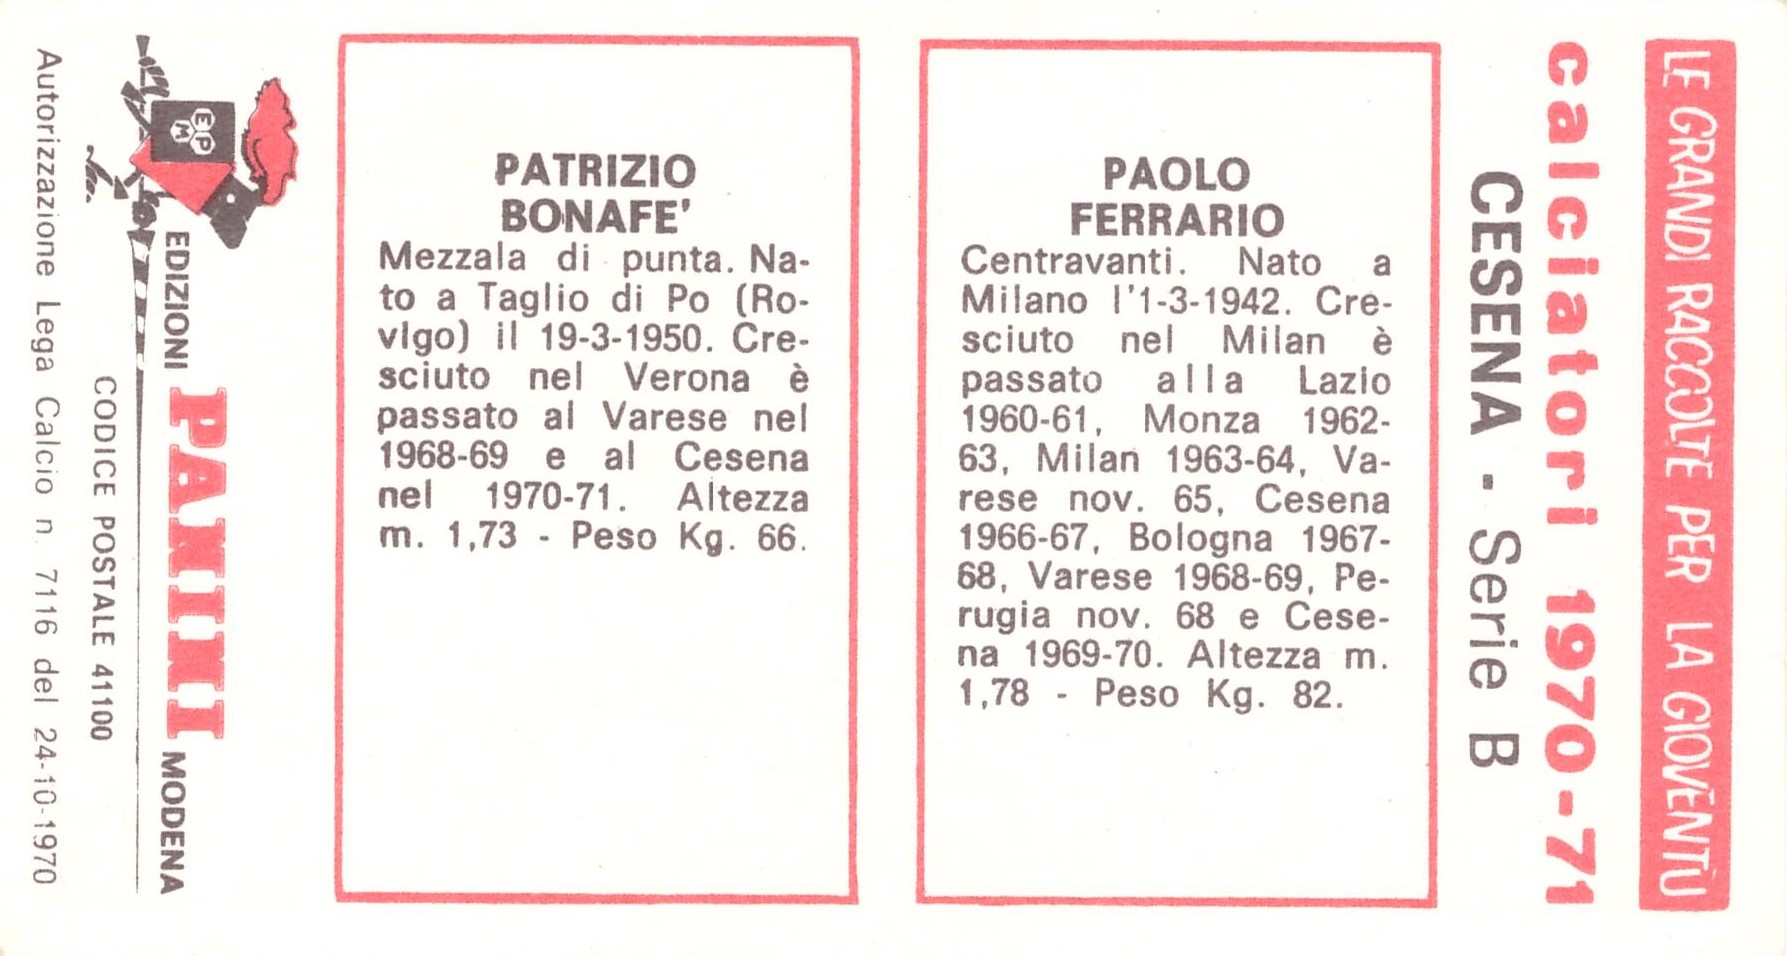 LE GRANDI RACCOLTE PER LA GIOVENTÙ
calciatori 1970-71
CESENA - Serie B
PATRIZIO
BONAFE'
Mezzala di punta. Na-
to a Taglio di Po (Ro-
vigo) il 19-3-1950. Cre-
sciuto nel Verona è
passato al Varese nel
1968-69 e al Cesena
nel 1970-71. Altezza
m. 1,73 - Peso Kg. 66.
PAOLO
FERRARIO
Centravanti. Nato a
Milano l'1-3-1942. Cre-
sciuto nel Milan è
passato alla Lazio
1960-61, Monza 1962-
63, Milan 1963-64, Va-
rese nov. 65, Cesena
1966-67, Bologna 1967-
68, Varese 1968-69, Pe-
rugia nov. 68 e Cese-
na 1969-70. Altezza m.
1,78 - Peso Kg. 82.
EPM
EDIZIONI PANINI MODENA
CODICE POSTALE 41100
Autorizzazione Lega Calcio n. 7116 del 24-10-1970